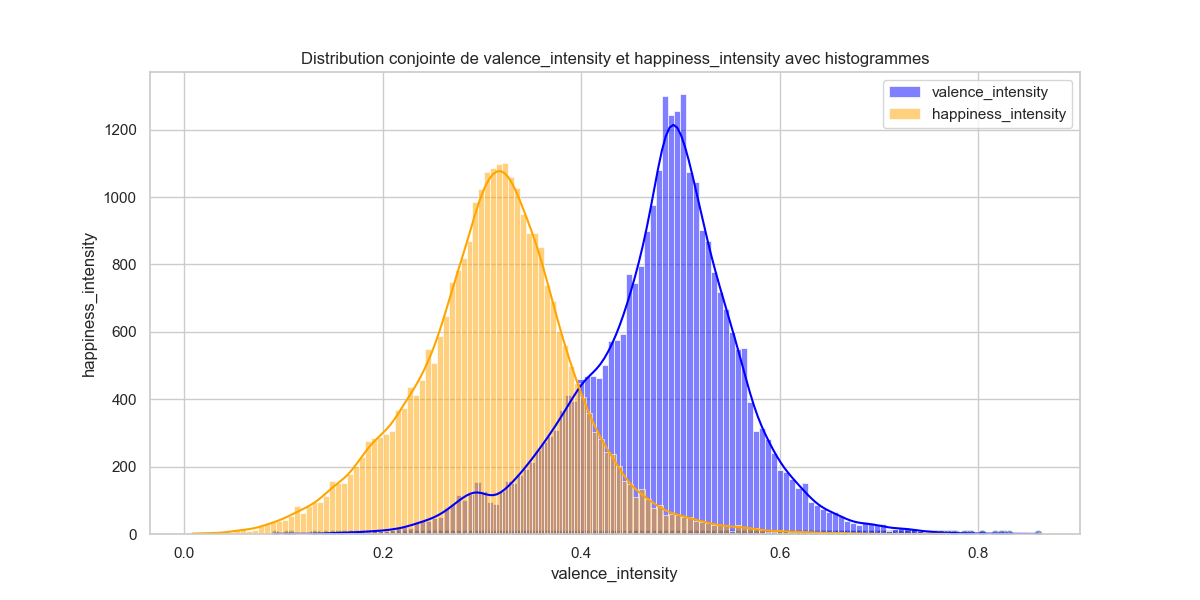 Distribution conjointe de valence_intensity et happiness_intensity avec histogrammes
valence_intensity
happiness_intensity
1200
1000
800
600
400
200
0
happiness_intensity
0.0 0.2 0.4 0.6 0.8
valence_intensity